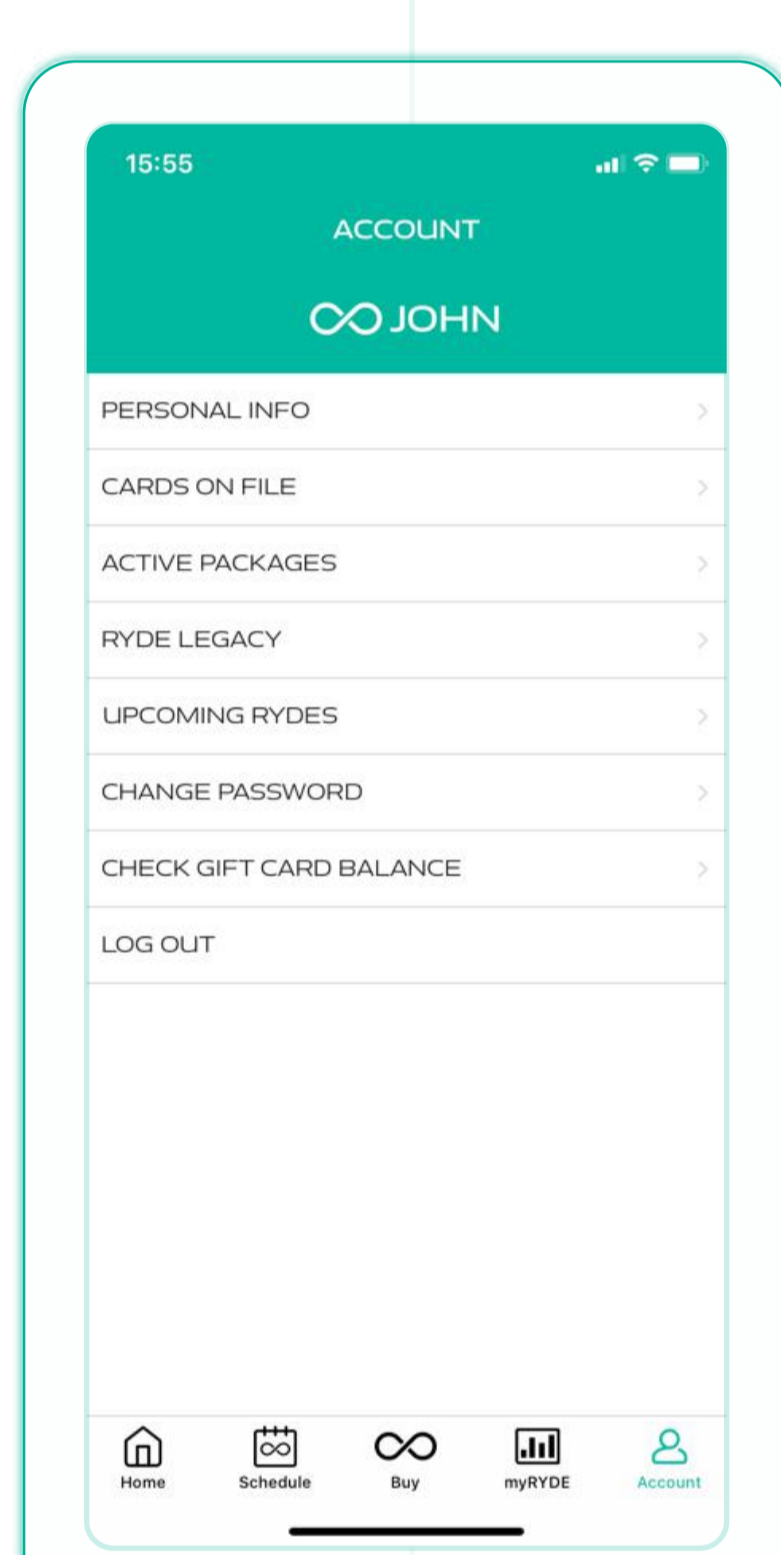 15:55
ACCOUNT
JOHN
PERSONAL INFO
CARDS ON FILE
ACTIVE PACKAGES
RYDE LEGACY
UPCOMING RYDES
CHANGE PASSWORD
CHECK GIFT CARD BALANCE
LOG OUT
Home Schedule Buy myRYDE Account